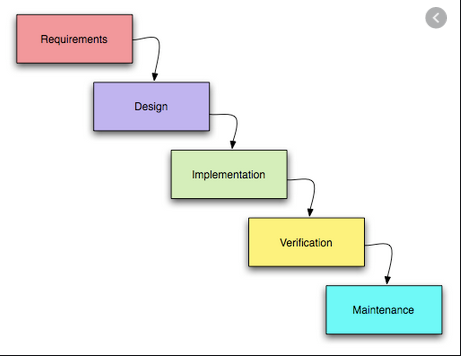 Requirements
Design
Implementation
Verification
Maintenance